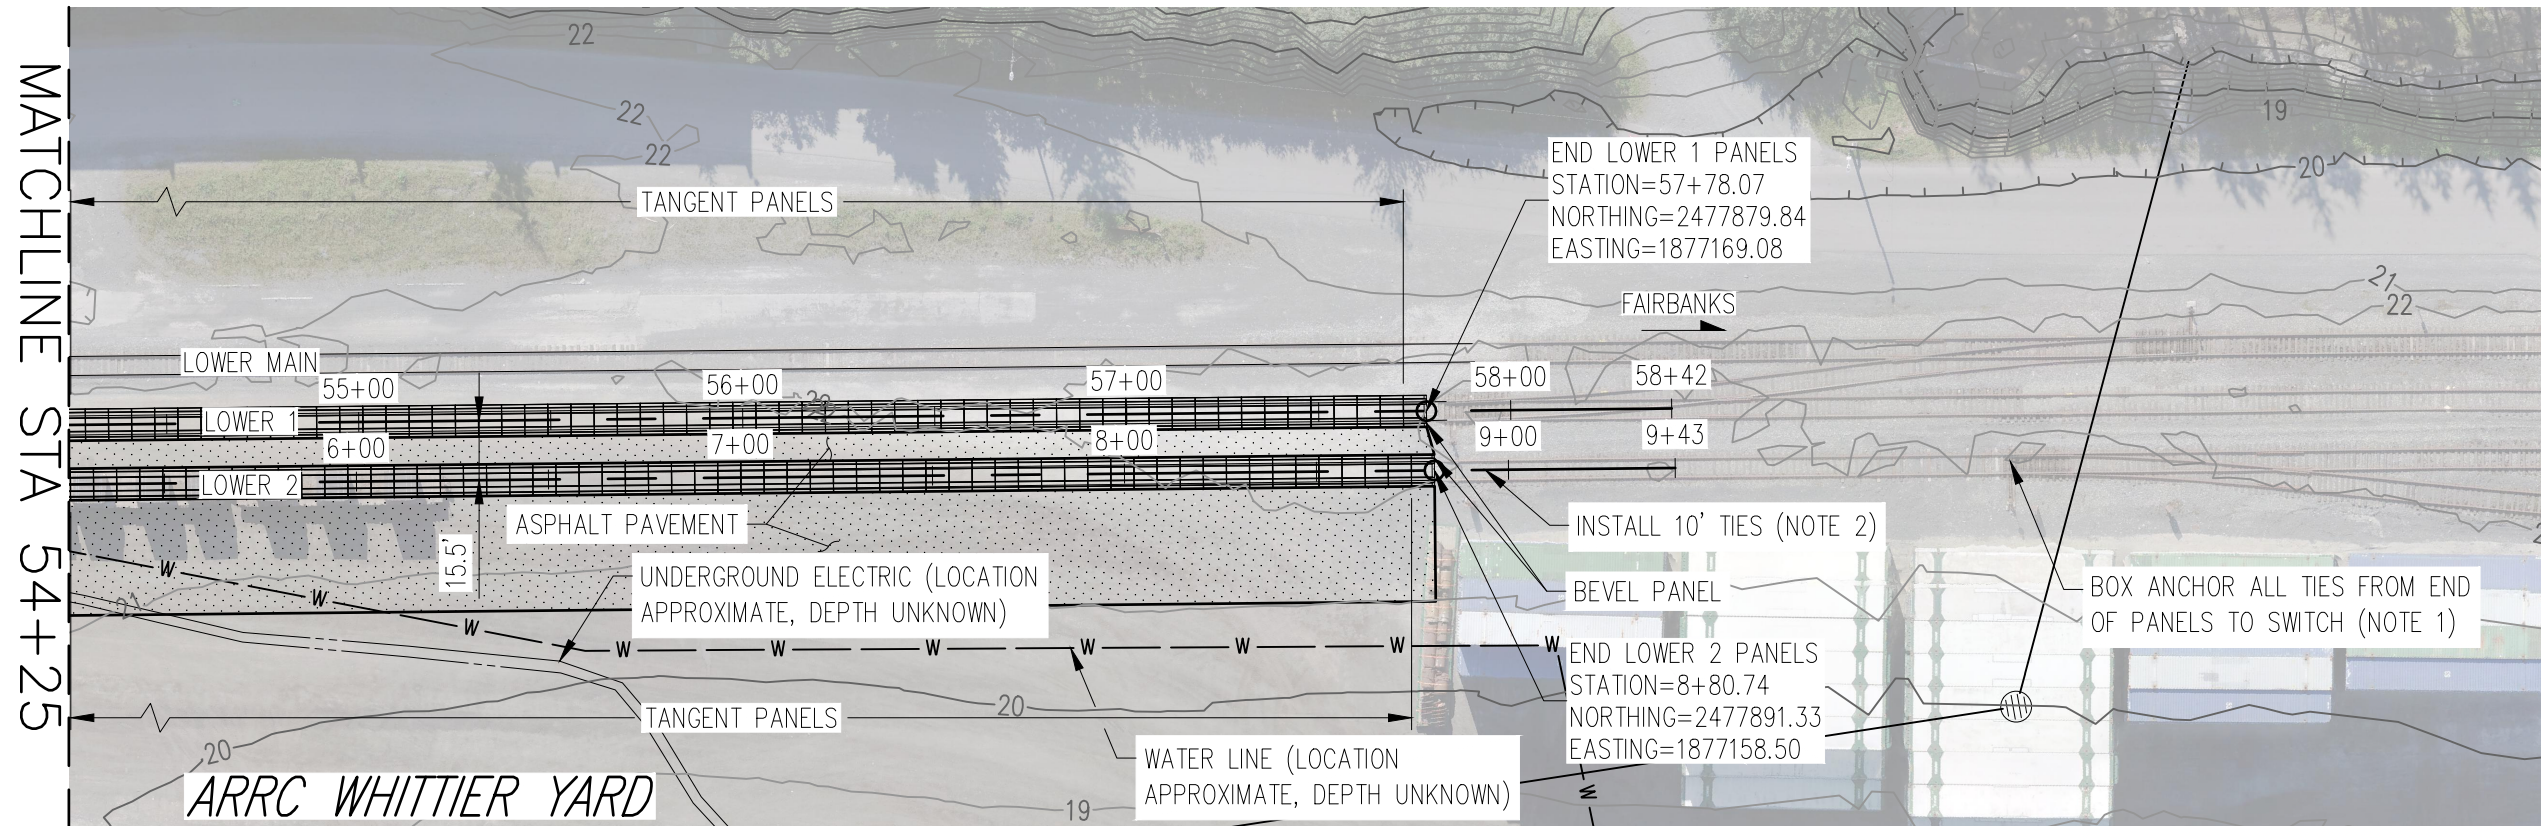 MATCHLINE STA 54+25
22
22
22
19
20
21
22
TANGENT PANELS
END LOWER 1 PANELS
STATION=57+78.07
NORTHING=2477879.84
EASTING=1877169.08
FAIRBANKS
LOWER MAIN
55+00
56+00
57+00
58+00
58+42
LOWER 1
6+00
7+00
8+00
9+00
9+43
LOWER 2
15.5'
ASPHALT PAVEMENT
INSTALL 10' TIES (NOTE 2)
UNDERGROUND ELECTRIC (LOCATION
APPROXIMATE, DEPTH UNKNOWN)
BEVEL PANEL
BOX ANCHOR ALL TIES FROM END
OF PANELS TO SWITCH (NOTE 1)
W
W
W
W
W
W
W
W
W
W
W
21
END LOWER 2 PANELS
STATION=8+80.74
NORTHING=2477891.33
EASTING=1877158.50
TANGENT PANELS
20
20
WATER LINE (LOCATION
APPROXIMATE, DEPTH UNKNOWN)
ARRC WHITTIER YARD
19